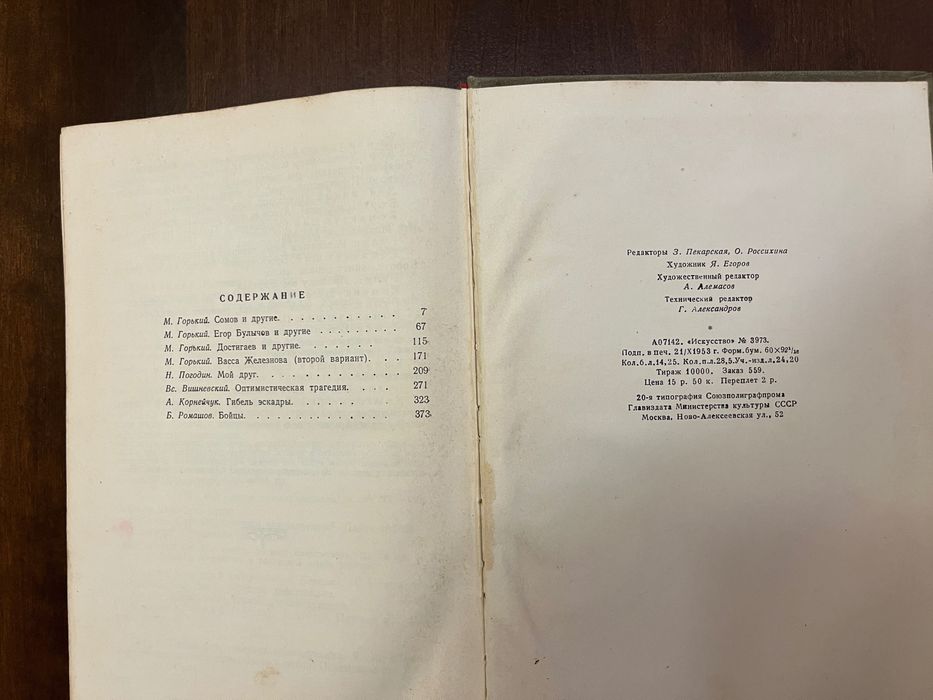 СОДЕРЖАНИЕ
М. Горький. Сомов и другие. . . . . . . . . . . 7
М. Горький. Егор Булычов и другие . . . . . . . . . 67
М. Горький. Достигаев и другие. . . . . . . 115
М. Горький. Васса Железнова (второй вариант). . . 171
Н. Погодин. Мой друг. . . . . . . . . . . . . 209
Вс. Вишневский. Оптимистическая трагедия. . . . 271
А. Корнейчук. Гибель эскадры. . . . . . . 323
Б. Ромашов. Бойцы. . . . . . . . . . . . 373
Редакторы З. Пекарская, О. Россихина
Художник Я. Егоров
Художественный редактор
А. Алемасов
Технический редактор
Г. Александров
*
А07142. «Искусство» № 3973.
Подп. в печ. 21/X1953 г. Форм. бум. 60×92¹/₁₆
Кол. б. л. 14,25. Кол. п. л. 28,5. Уч.-изд. л. 24,20
Тираж 10000. Заказ 559.
Цена 15 р. 50 к. Переплет 2 р.
20-я типография Союзполиграфпрома
Главиздата Министерства культуры СССР
Москва. Ново-Алексеевская ул., 52